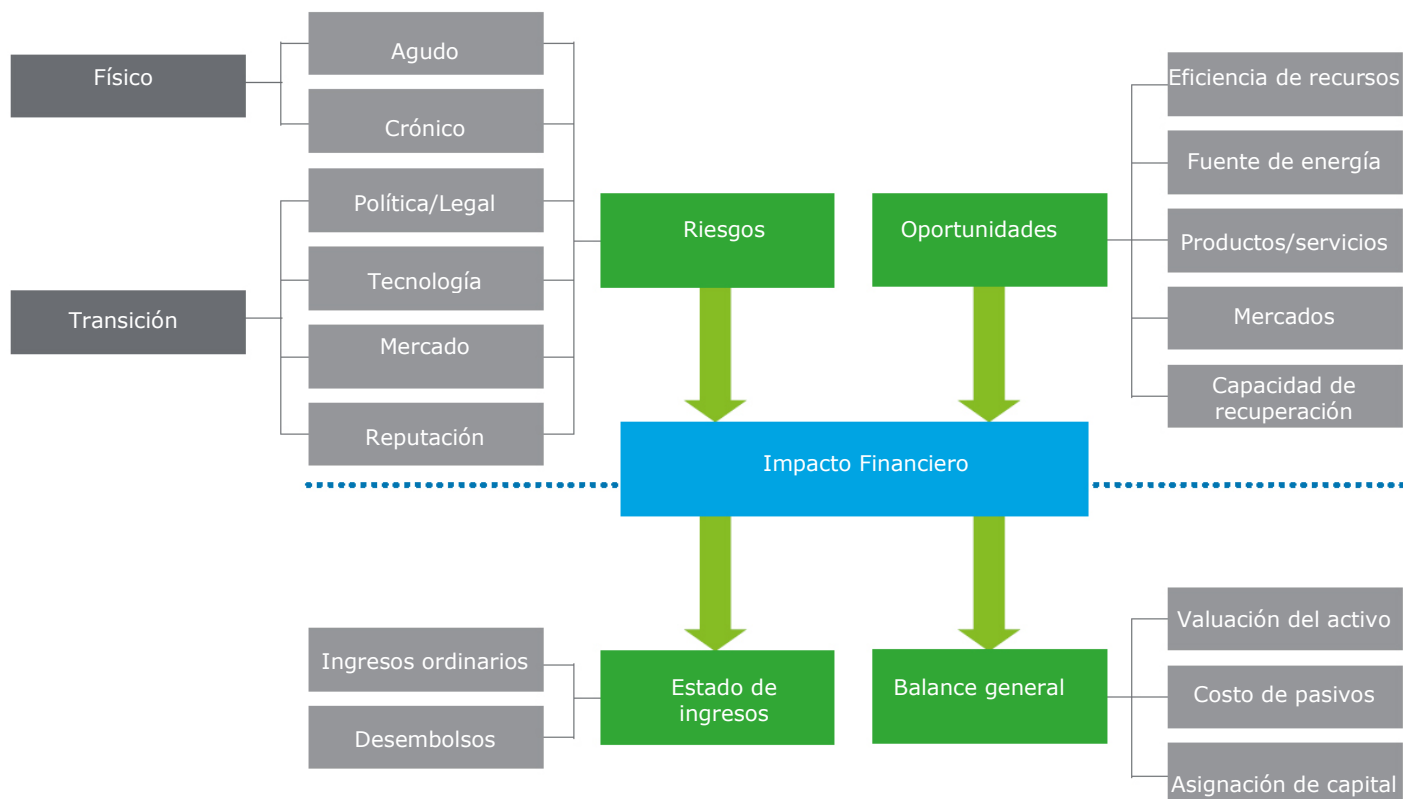 Físico
Agudo
Crónico
Transición
Política/Legal
Tecnología
Mercado
Reputación
Riesgos
Oportunidades
Eficiencia de recursos
Fuente de energía
Productos/servicios
Mercados
Capacidad de
recuperación
Impacto Financiero
Ingresos ordinarios
Desembolsos
Estado de
ingresos
Balance general
Valuación del activo
Costo de pasivos
Asignación de capital